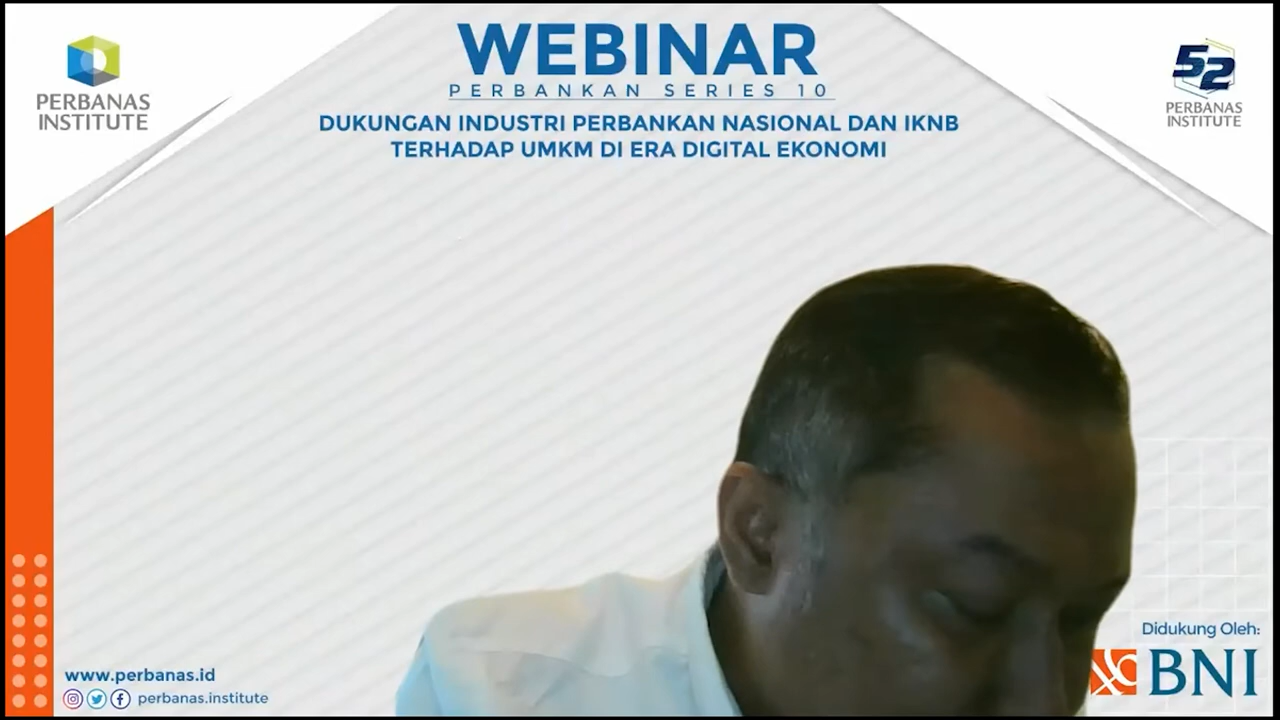 PERBANAS
INSTITUTE
WEBINAR
PERBANKAN SERIES 10
DUKUNGAN INDUSTRI PERBANKAN NASIONAL DAN IKNB
TERHADAP UMKM DI ERA DIGITAL EKONOMI
52
PERBANAS
INSTITUTE
www.perbanas.id
perbanas.institute
Didukung Oleh:
BNI